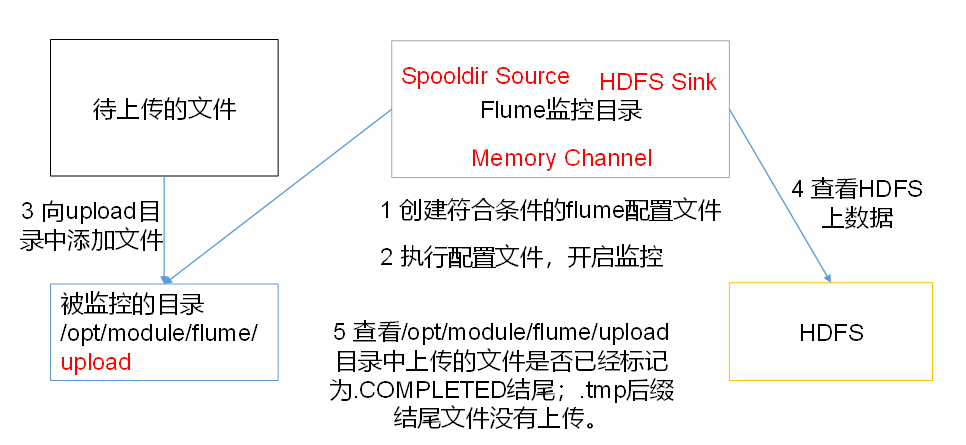 待上传的文件
Spooldir Source
HDFS Sink
Flume监控目录
Memory Channel
3 向upload目
录中添加文件
1 创建符合条件的flume配置文件
2 执行配置文件，开启监控
4 查看HDFS
上数据
被监控的目录
/opt/module/flume/
upload
5 查看/opt/module/flume/upload
目录中上传的文件是否已经标记
为.COMPLETED结尾；.tmp后缀
结尾文件没有上传。
HDFS